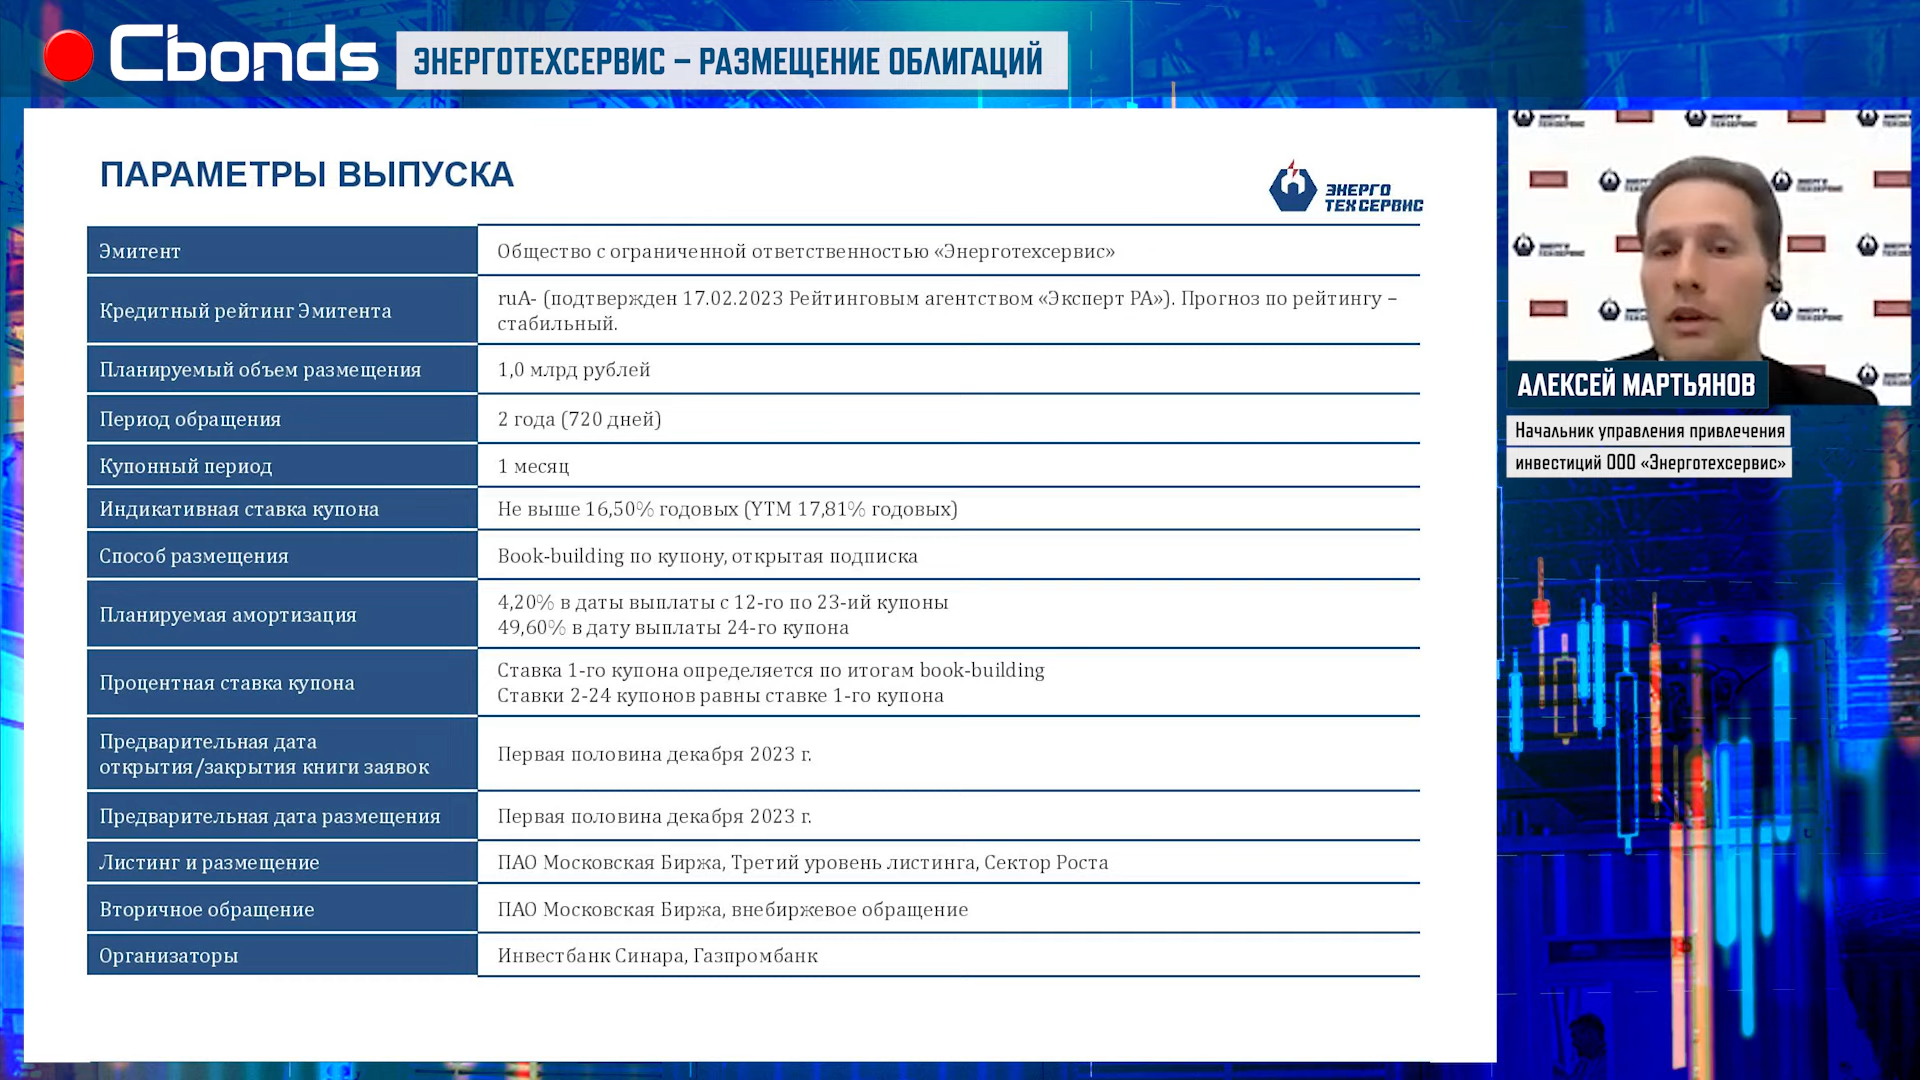 Cbonds
ЭНЕРГОТЕХСЕРВИС – РАЗМЕЩЕНИЕ ОБЛИГАЦИЙ
ПАРАМЕТРЫ ВЫПУСКА
ЭНЕРГО
ТЕХСЕРВИС
Эмитент
Общество с ограниченной ответственностью «Энерготехсервис»
Кредитный рейтинг Эмитента
ruA- (подтвержден 17.02.2023 Рейтинговым агентством «Эксперт РА»). Прогноз по рейтингу –
стабильный.
Планируемый объем размещения
1,0 млрд рублей
Период обращения
2 года (720 дней)
Купонный период
1 месяц
Индикативная ставка купона
Не выше 16,50% годовых (YTM 17,81% годовых)
Способ размещения
Book-building по купону, открытая подписка
Планируемая амортизация
4,20% в даты выплаты с 12-го по 23-ий купоны
49,60% в дату выплаты 24-го купона
Процентная ставка купона
Ставка 1-го купона определяется по итогам book-building
Ставки 2-24 купонов равны ставке 1-го купона
Предварительная дата
открытия/закрытия книги заявок
Первая половина декабря 2023 г.
Предварительная дата размещения
Первая половина декабря 2023 г.
Листинг и размещение
ПАО Московская Биржа, Третий уровень листинга, Сектор Роста
Вторичное обращение
ПАО Московская Биржа, внебиржевое обращение
Организаторы
Инвестбанк Синара, Газпромбанк
АЛЕКСЕЙ МАРТЬЯНОВ
Начальник управления привлечения
инвестиций ООО «Энерготехсервис»